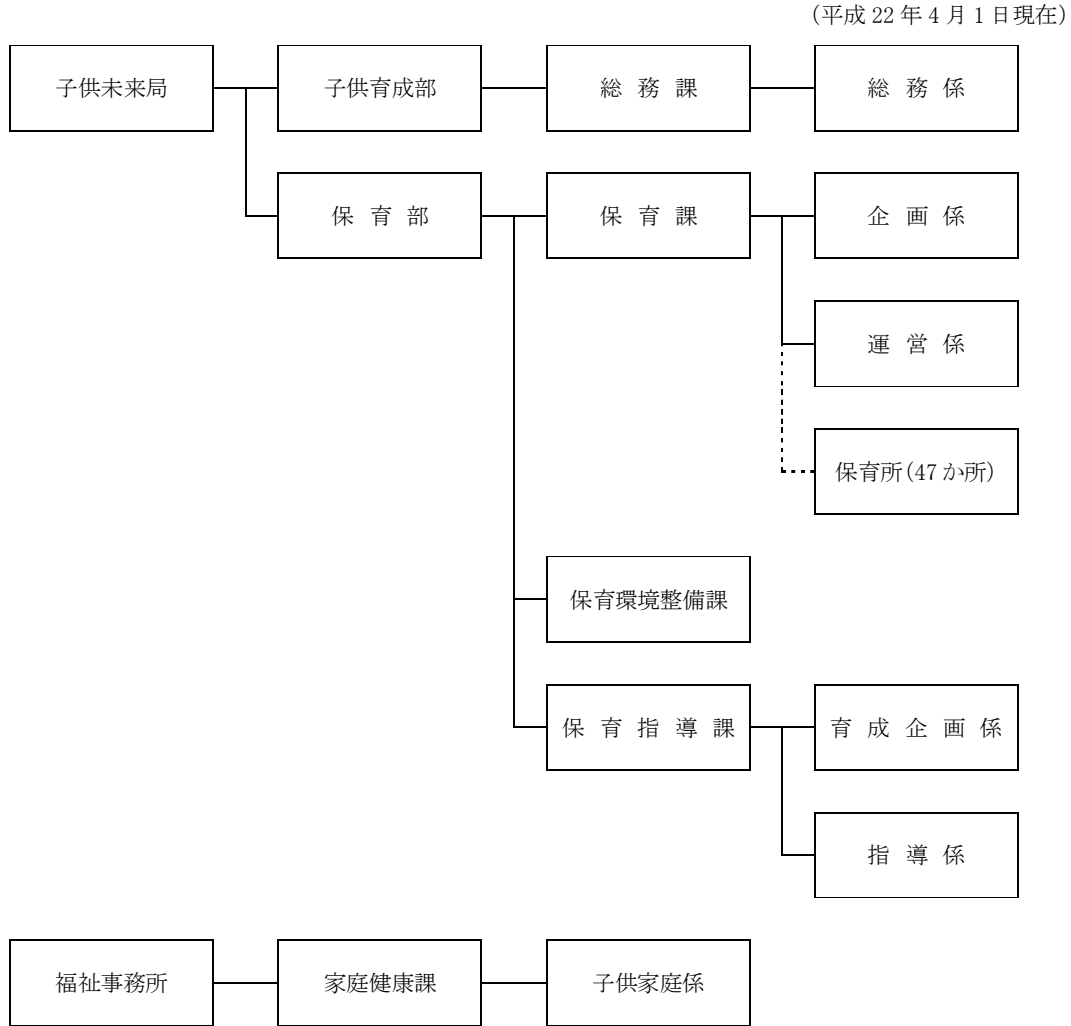 (平成 22 年 4 月 1 日現在)
子供未来局 子供育成部 総務課 総務係
保育部 保育課 企画係
運営係
保育所(47 か所)
保育環境整備課
保育指導課 育成企画係
指導係
福祉事務所 家庭健康課 子供家庭係